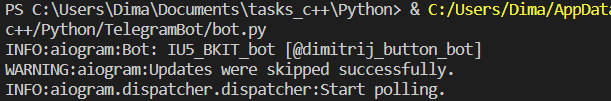 PS C:\Users\Dima\Documents\tasks_c++\Python> & C:/Users/Dima/AppData
c++/Python/TelegramBot/bot.py
INFO:aiogram:Bot: IU5_BKIT_bot [@dimitrij_button_bot]
WARNING:aiogram:Updates were skipped successfully.
INFO:aiogram.dispatcher.dispatcher:Start polling.